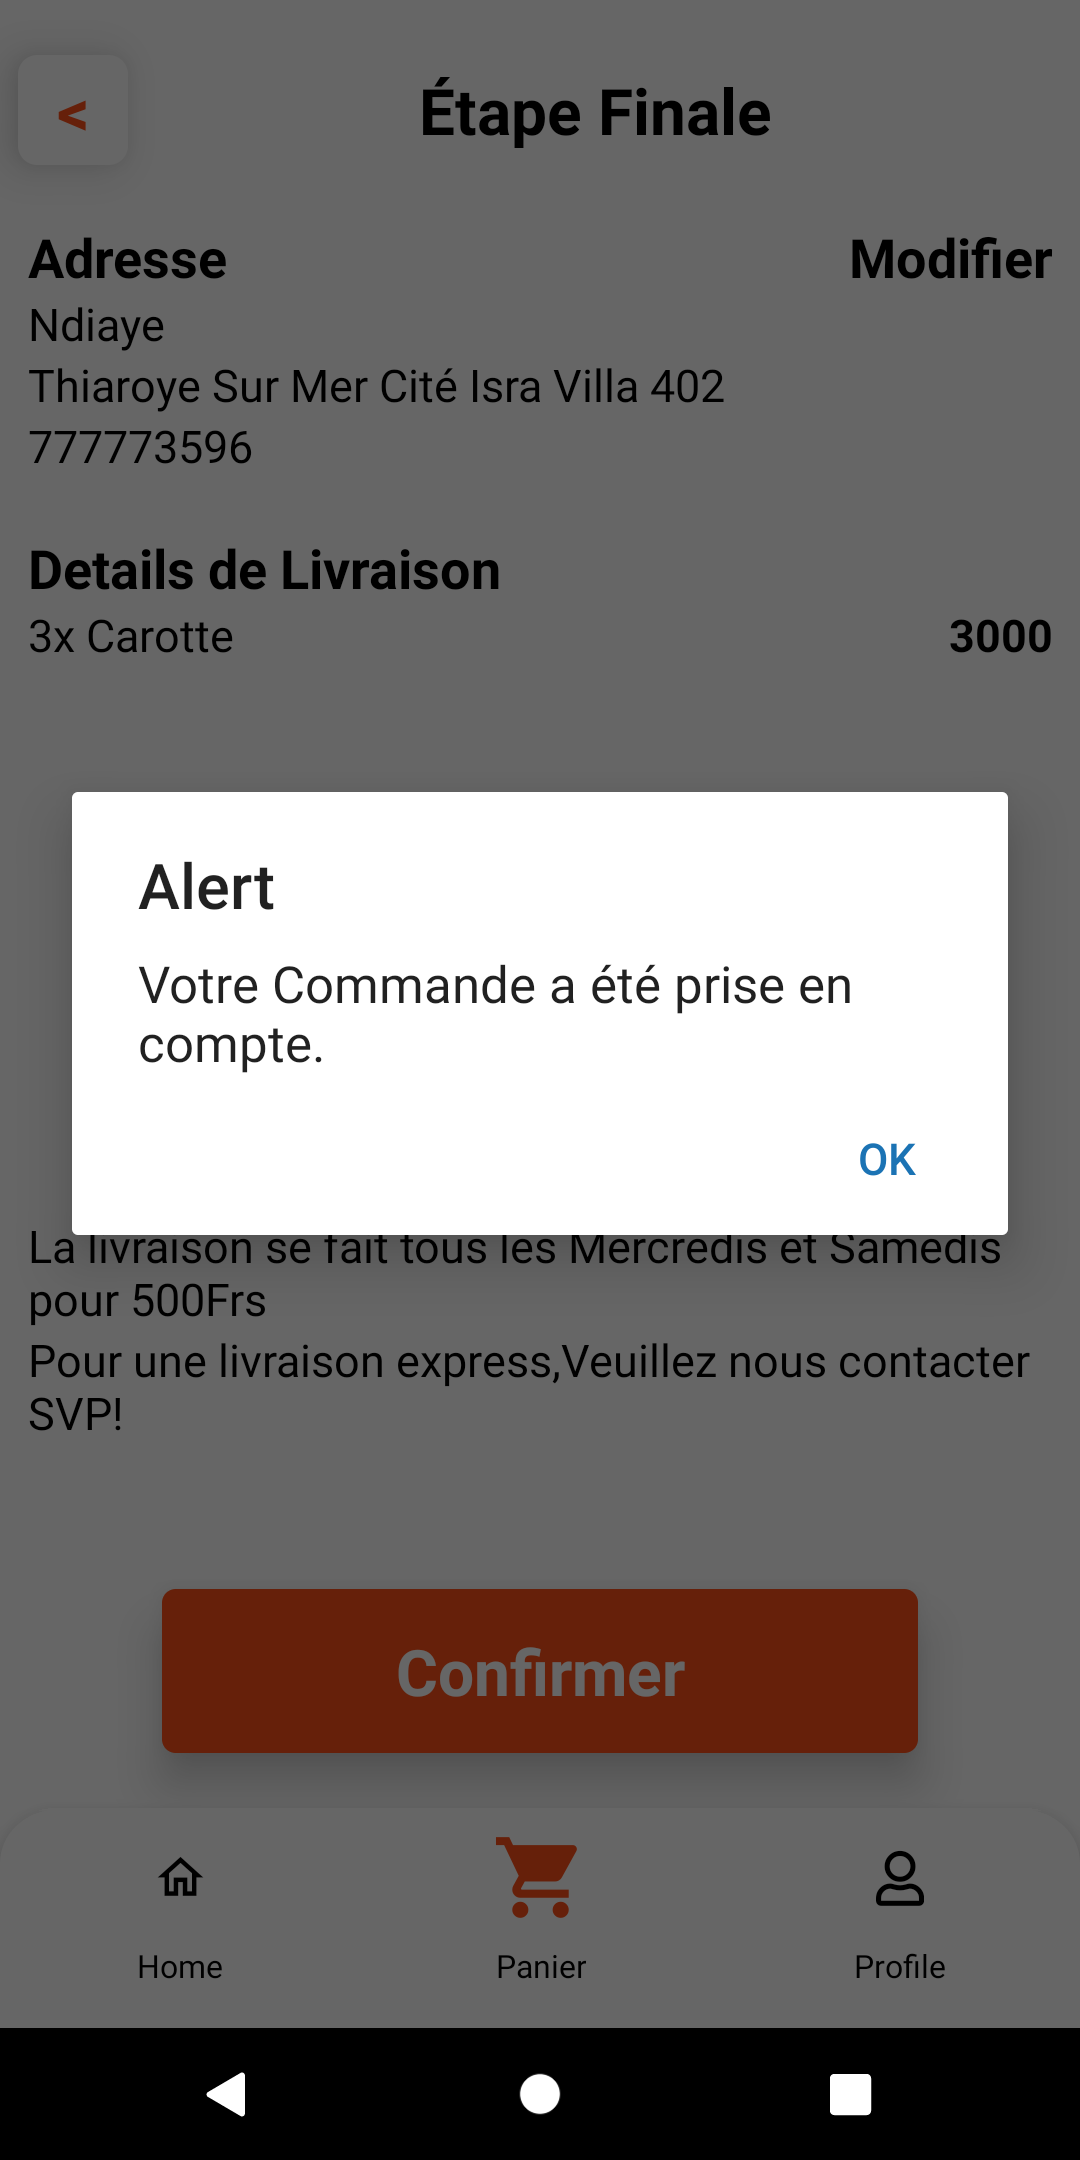 <
Étape Finale
Adresse
Modifier
Ndiaye
Thiaroye Sur Mer Cité Isra Villa 402
777773596
Details de Livraison
3x Carotte
3000
Alert
Votre Commande a été prise en
compte.
OK
La livraison se fait tous les Mercredis et Samedis
pour 500Frs
Pour une livraison express,Veuillez nous contacter
SVP!
Confirmer
Home
Panier
Profile